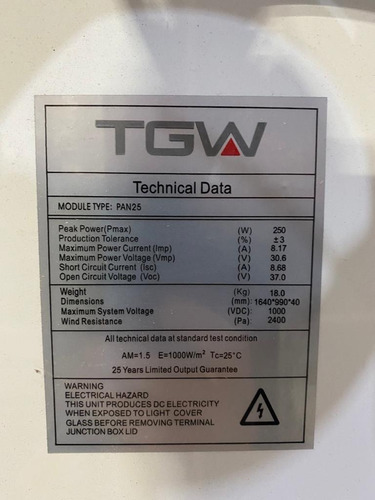 TGW
Technical Data
MODULE TYPE: PAN25
Peak Power(Pmax) (W) 250
Production Tolerance (%) ±3
Maximum Power Current (Imp) (A) 8.17
Maximum Power Voltage (Vmp) (V) 30.6
Short Circuit Current (Isc) (A) 8.68
Open Circuit Voltage (Voc) (V) 37.0
Weight (Kg) 18.0
Dimensions (mm): 1640*990*40
Maximum System Voltage (VDC) 1000
Wind Resistance (Pa) 2400
All technical data at standard test condition
AM=1.5 E=1000W/m² Tc=25°C
25 Years Limited Output Guarantee
WARNING
ELECTRICAL HAZARD
THIS UNIT PRODUCES DC ELECTRICITY
WHEN EXPOSED TO LIGHT COVER
GLASS BEFORE REMOVING TERMINAL
JUNCTION BOX LID